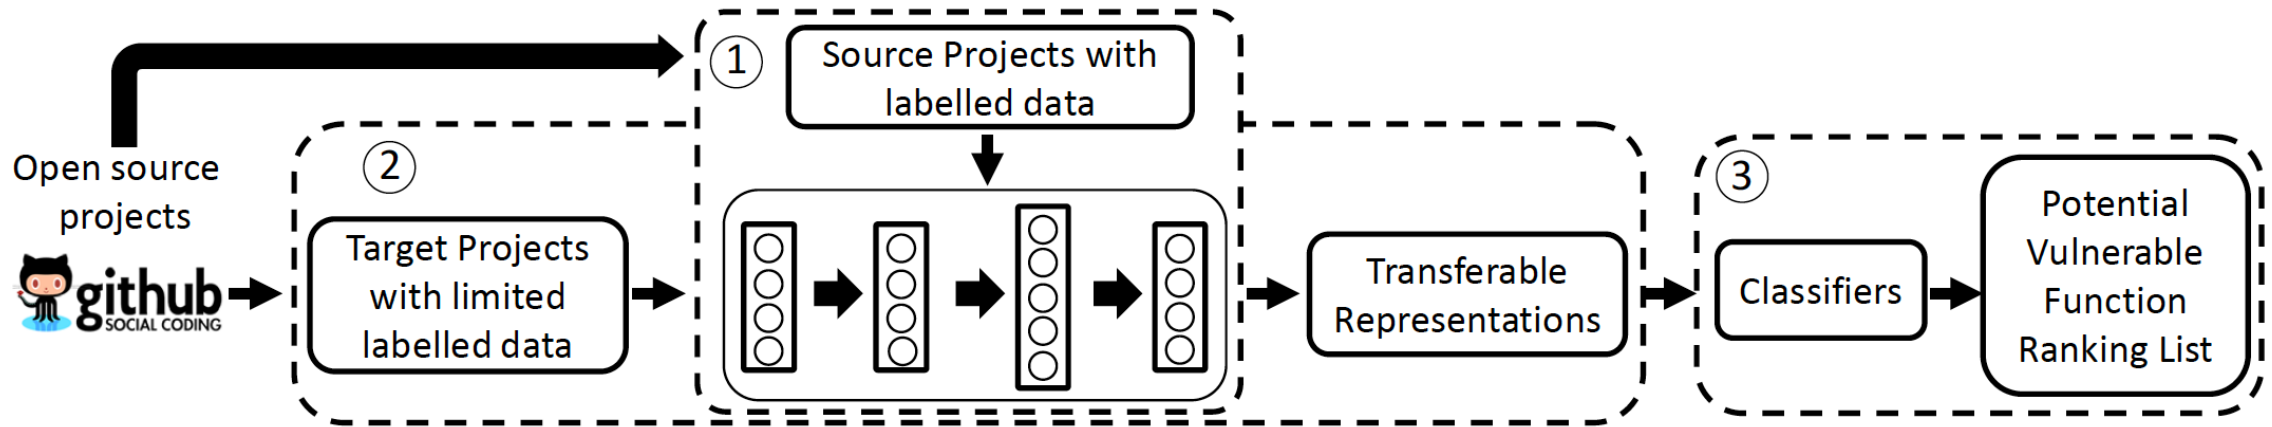 Open source
projects
github
SOCIAL CODING
1
Source Projects with
labelled data
2
Target Projects
with limited
labelled data
Transferable
Representations
3
Classifiers
Potential
Vulnerable
Function
Ranking List